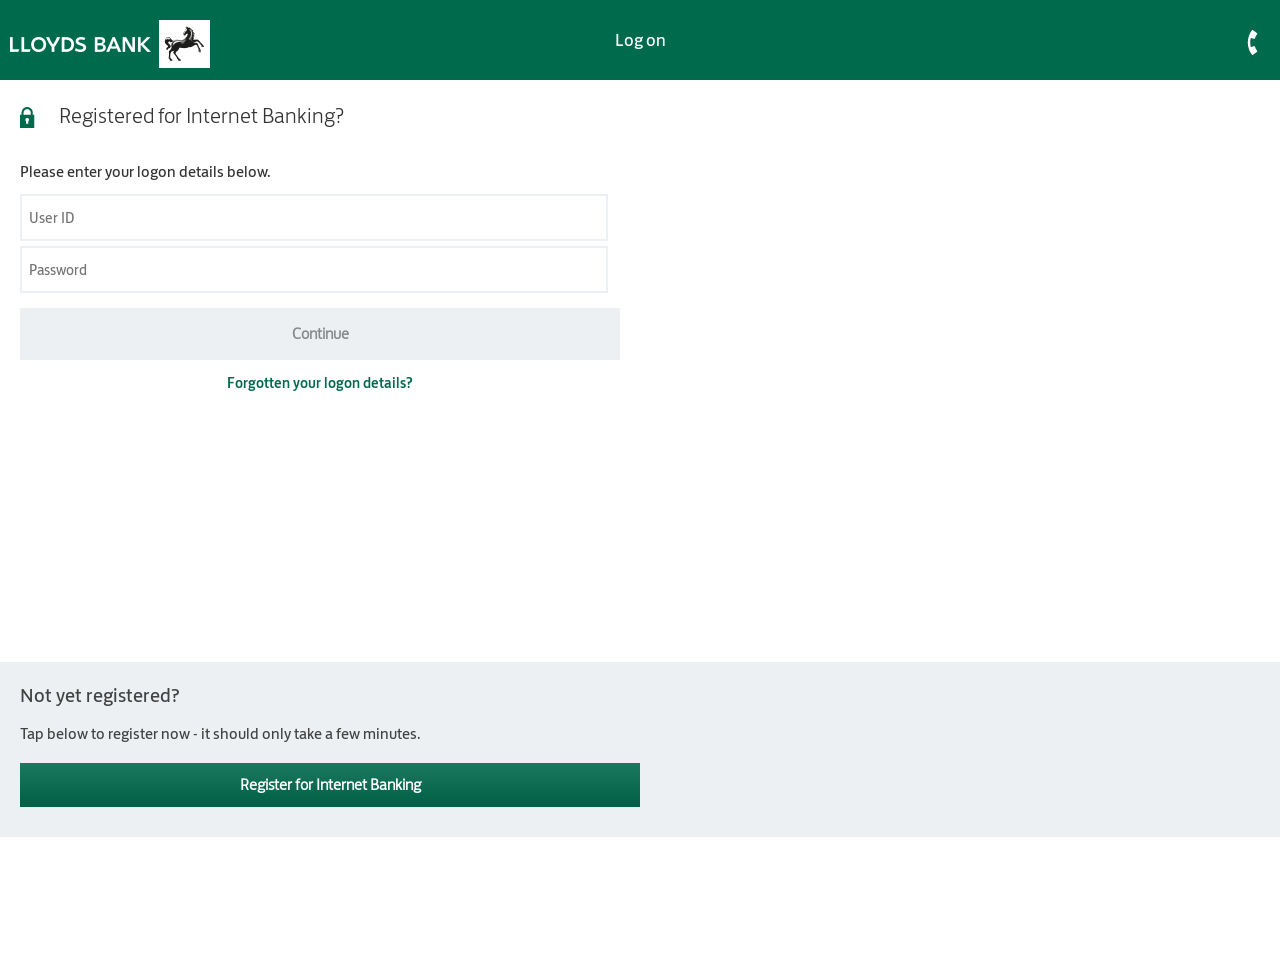 LLOYDS BANK
Log on
Registered for Internet Banking?
Please enter your logon details below.
User ID
Password
Continue
Forgotten your logon details?
Not yet registered?
Tap below to register now - it should only take a few minutes.
Register for Internet Banking